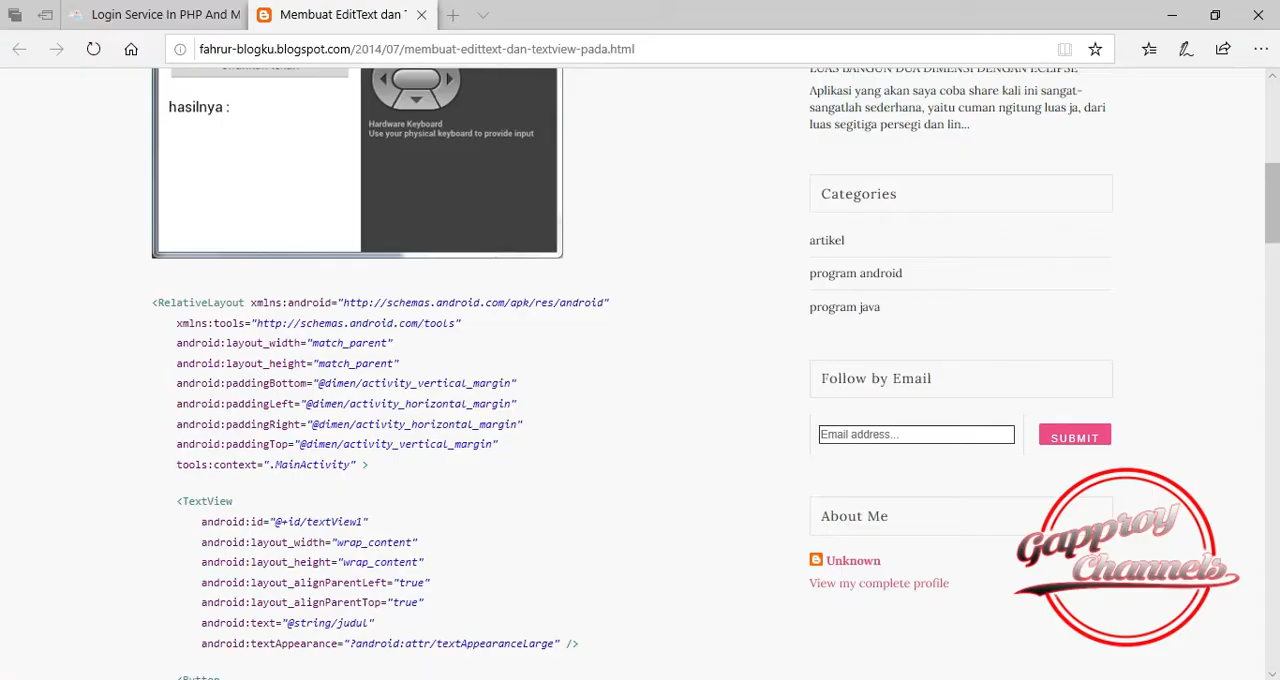 Login Service In PHP And M
Membuat EditText dan
fahrur-blogku.blogspot.com/2014/07/membuat-edittext-dan-textview-pada.html
hasilnya :
Hardware Keyboard
Use your physical keyboard to provide input
<RelativeLayout xmlns:android="http://schemas.android.com/apk/res/android"
xmlns:tools="http://schemas.android.com/tools"
android:layout_width="match_parent"
android:layout_height="match_parent"
android:paddingBottom="@dimen/activity_vertical_margin"
android:paddingLeft="@dimen/activity_horizontal_margin"
android:paddingRight="@dimen/activity_horizontal_margin"
android:paddingTop="@dimen/activity_vertical_margin"
tools:context=".MainActivity" >
<TextView
android:id="@+id/textView1"
android:layout_width="wrap_content"
android:layout_height="wrap_content"
android:layout_alignParentLeft="true"
android:layout_alignParentTop="true"
android:text="@string/judul"
android:textAppearance="?android:attr/textAppearanceLarge" />
<Button
LUAS BANGUN DUA DIMENSI DENGAN ECLIPSE.
Aplikasi yang akan saya coba share kali ini sangat-
sangatlah sederhana, yaitu cuman ngitung luas ja, dari
luas segitiga persegi dan lin...
Categories
artikel
program android
program java
Follow by Email
Email address...
SUBMIT
About Me
Unknown
View my complete profile
Gapproy
Channels